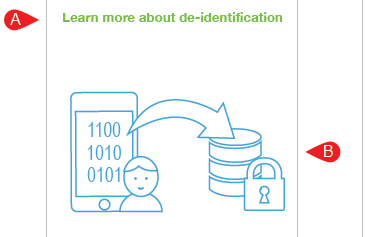 A
Learn more about de-identification
1100
1010
0101
B